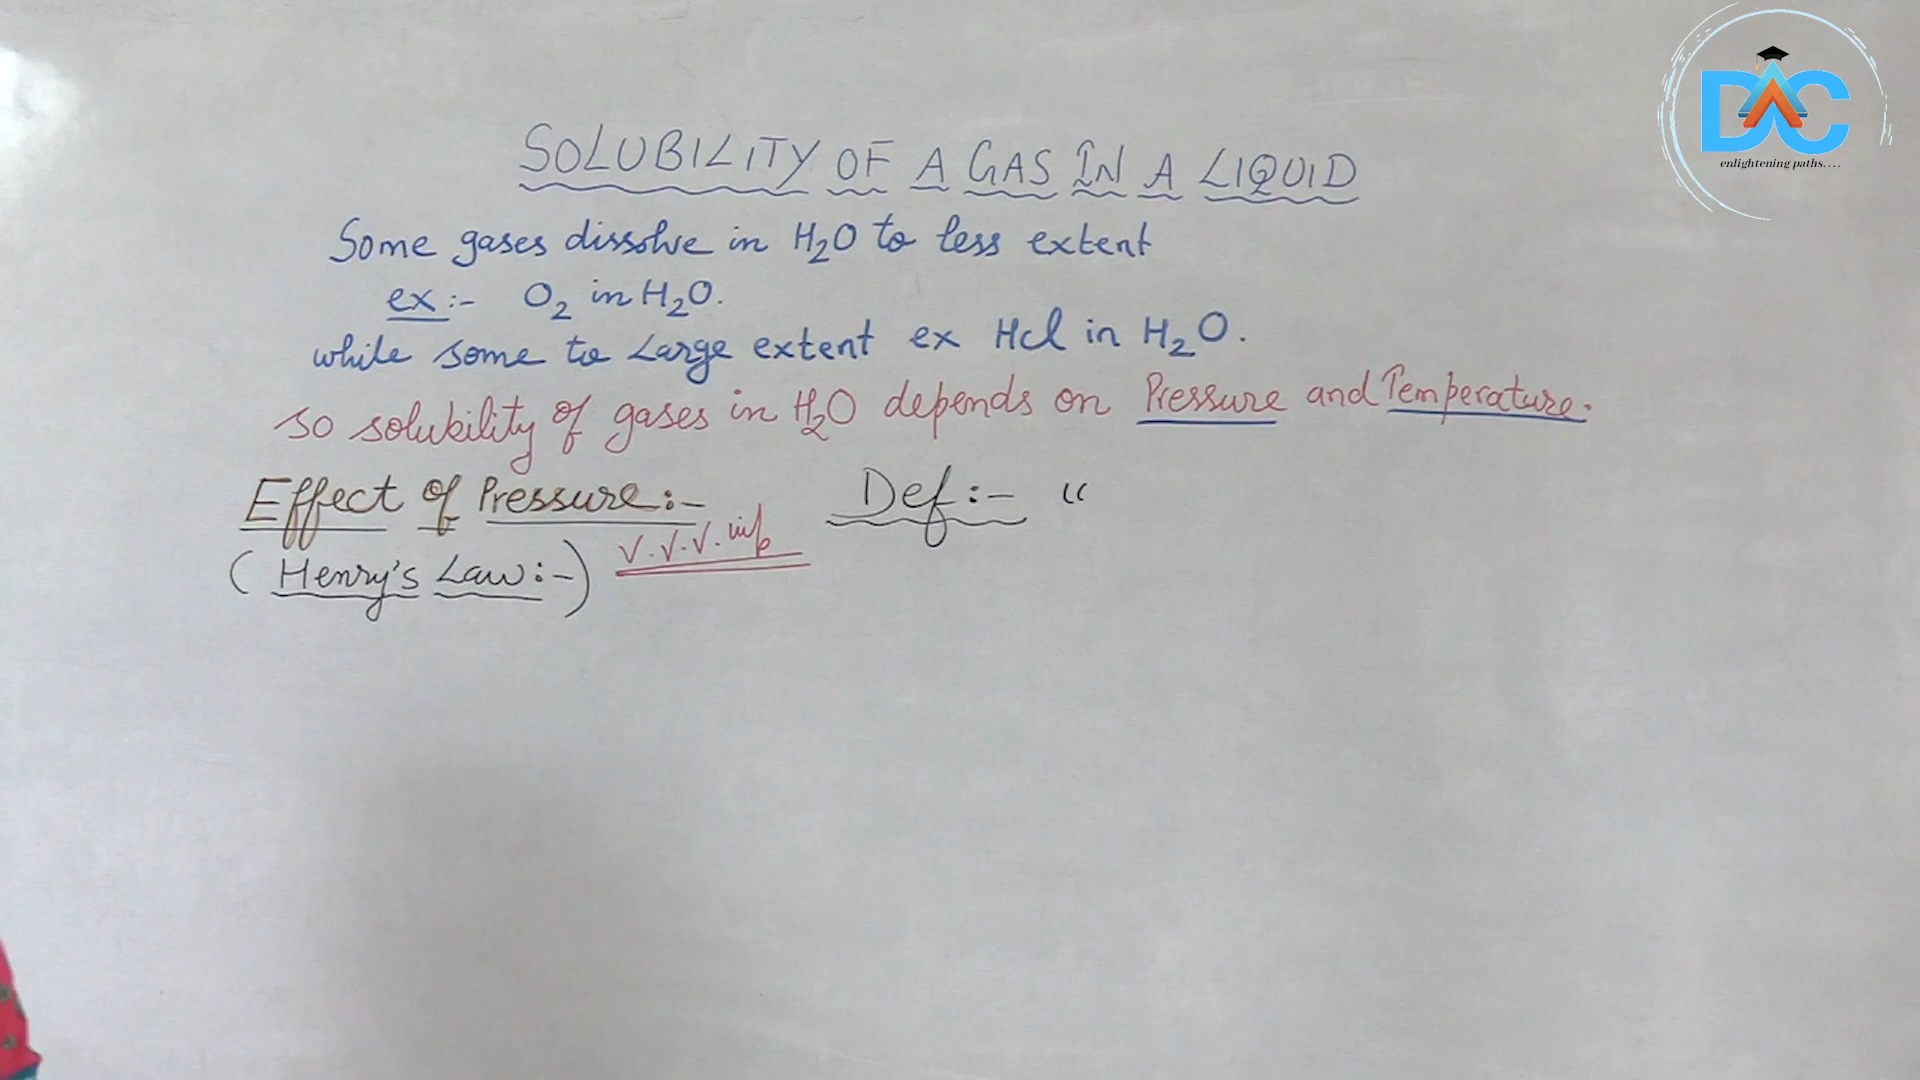 DAC
enlightening paths....
SOLUBILITY OF A GAS IN A LIQUID
Some gases dissolve in H2O to less extent
ex:- O2 in H2O.
while some to Large extent ex Hcl in H2O.
so solubility of gases in H2O depends on Pressure and Temperature.
Effect of Pressure:- Def:- "
(Henry's Law:-) V.V.V. imp